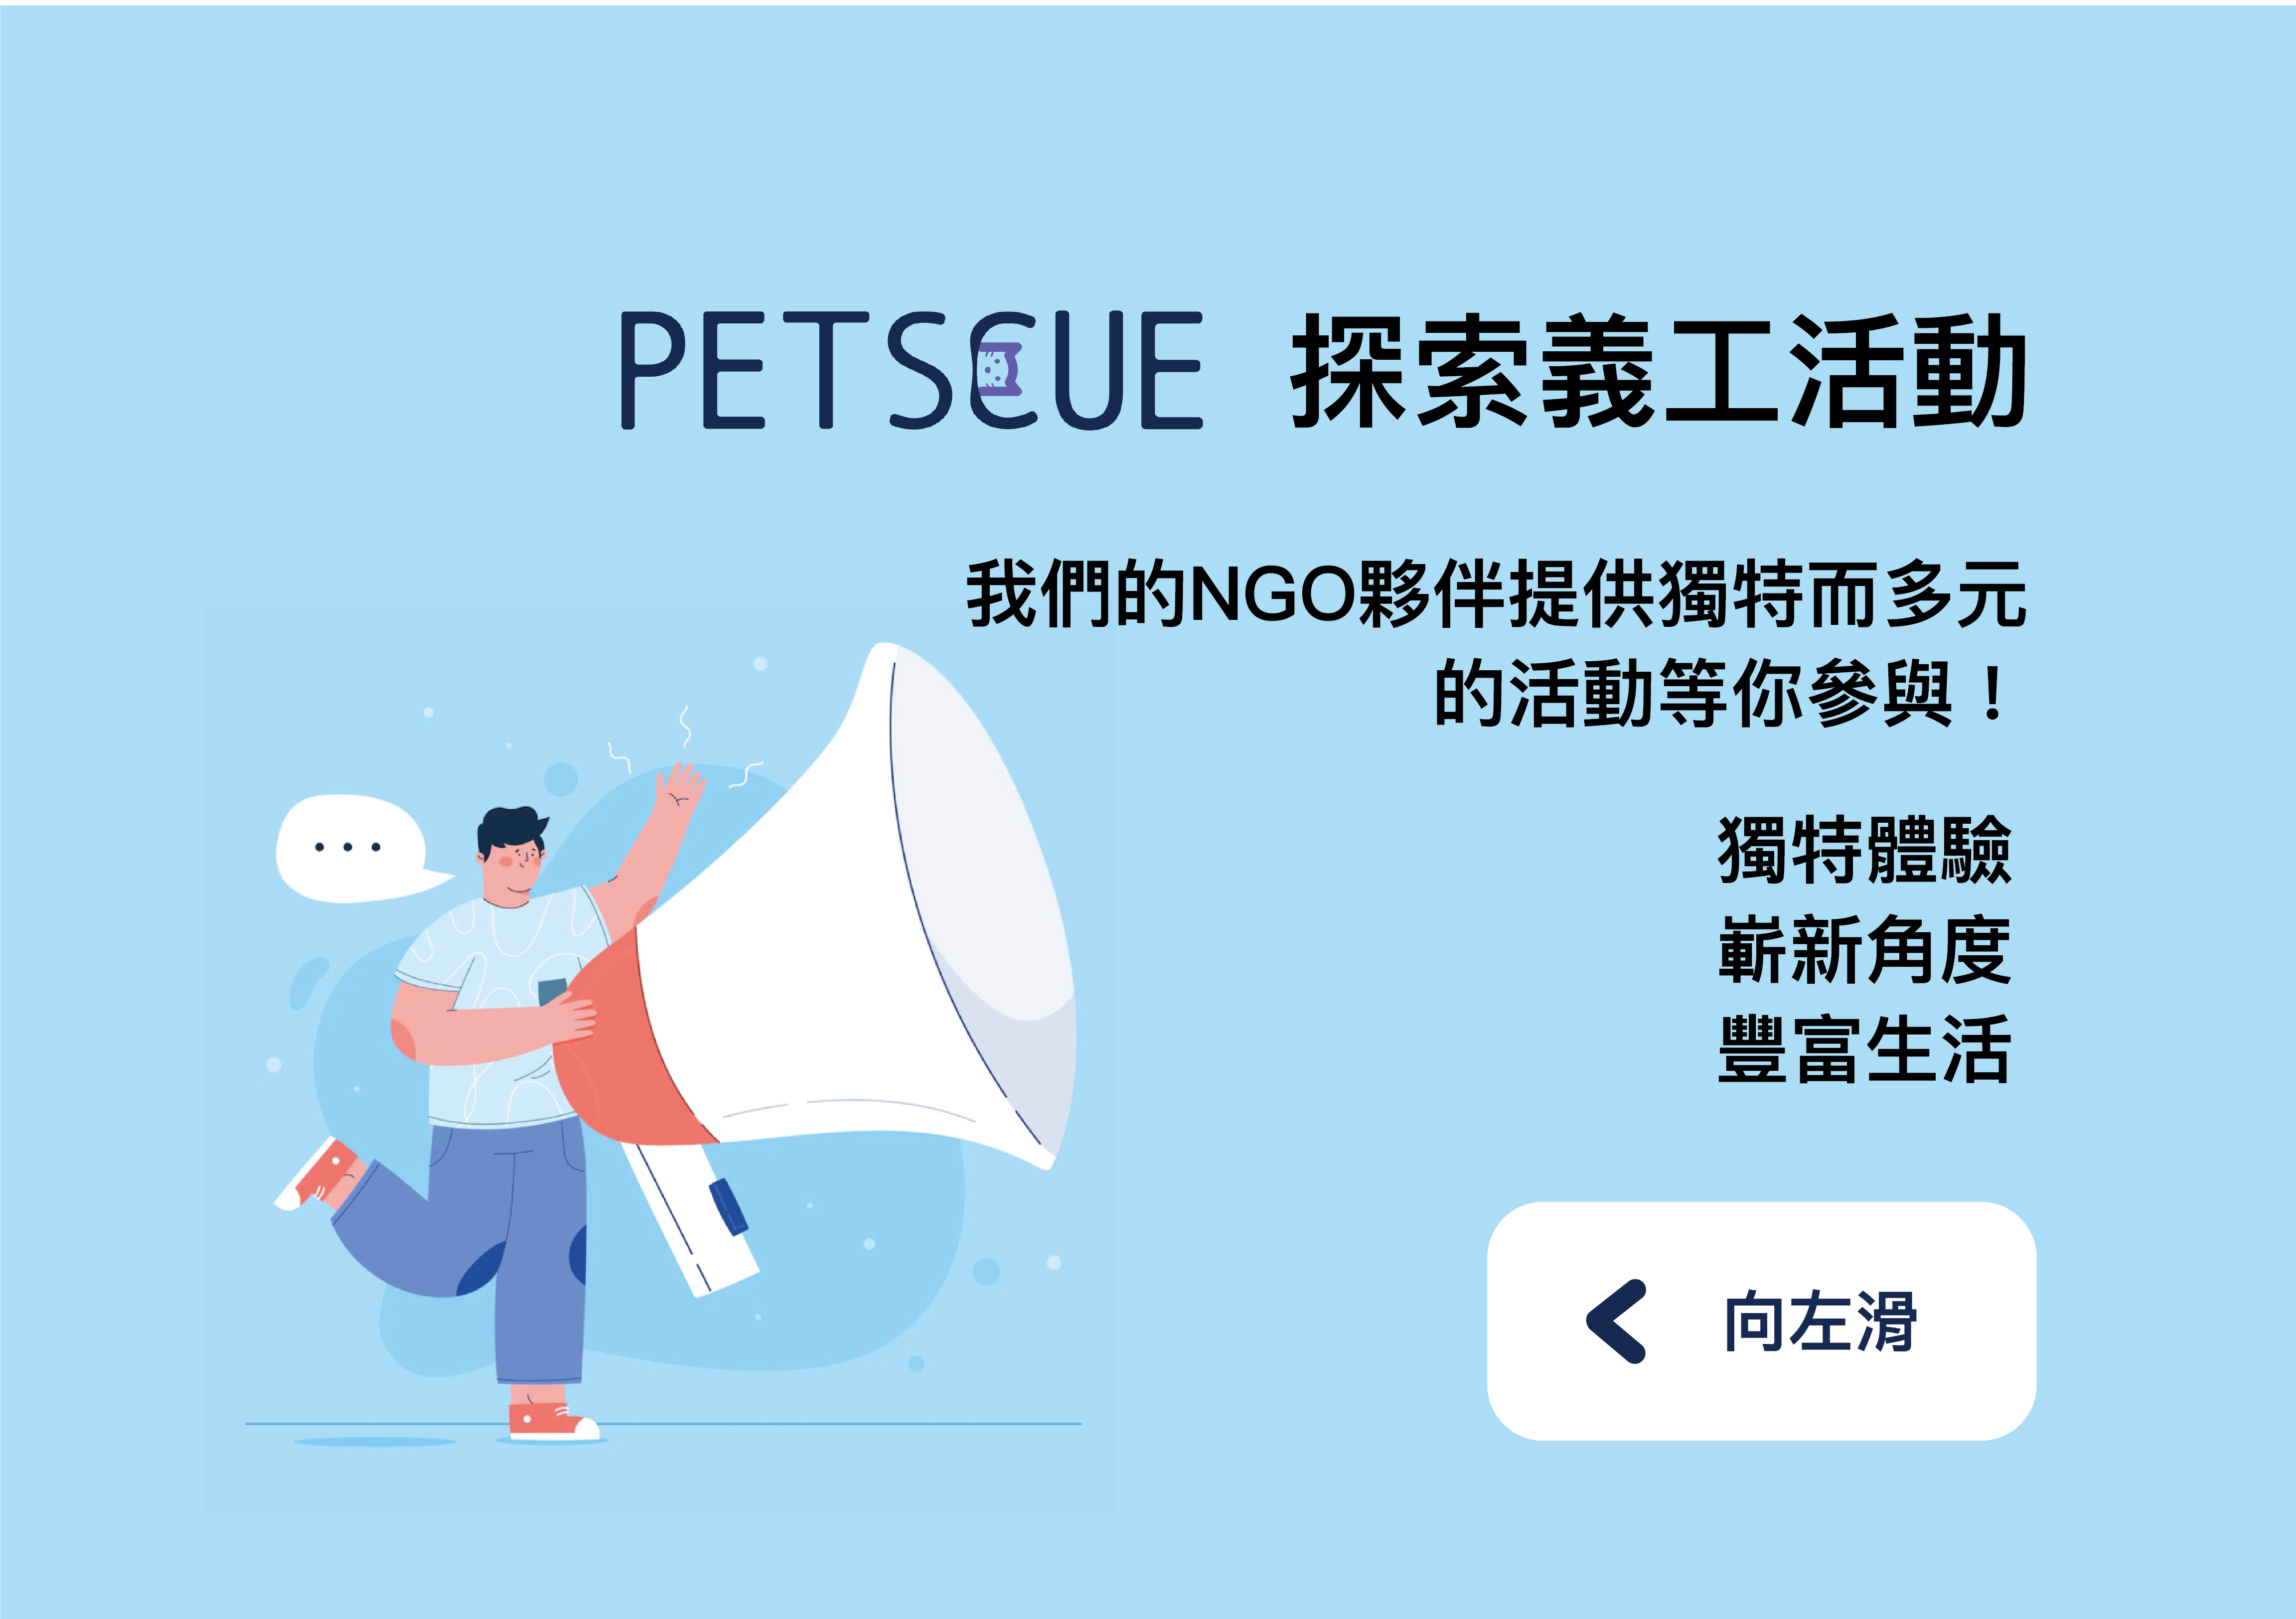 PETSCUE 探索義工活動
我們的NGO夥伴提供獨特而多元
的活動等你參與！
獨特體驗
嶄新角度
豐富生活
向左滑